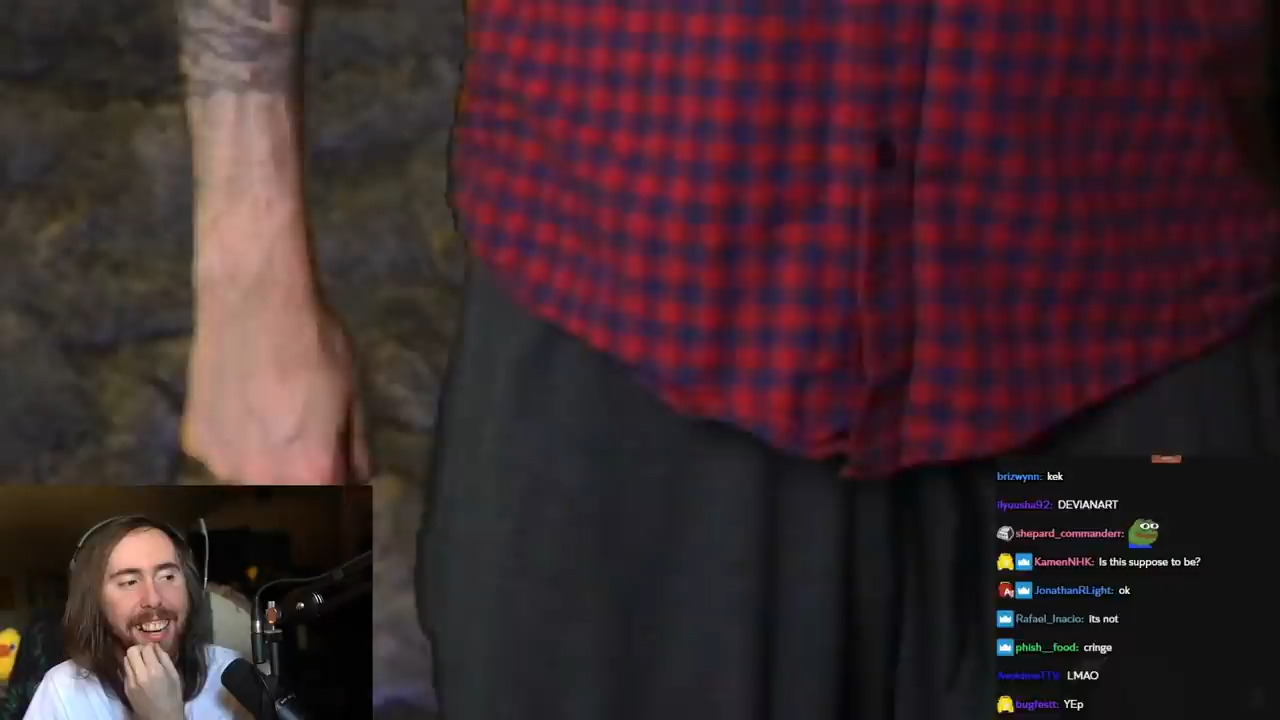 brizwynn: kek
ilyuusha92: DEVIANART
shepard_commanderr:
KamenNHK: Is this suppose to be?
JonathanRLight: ok
Rafael_Inacio: its not
phish__food: cringe
LMAO
bugfestt: YEp